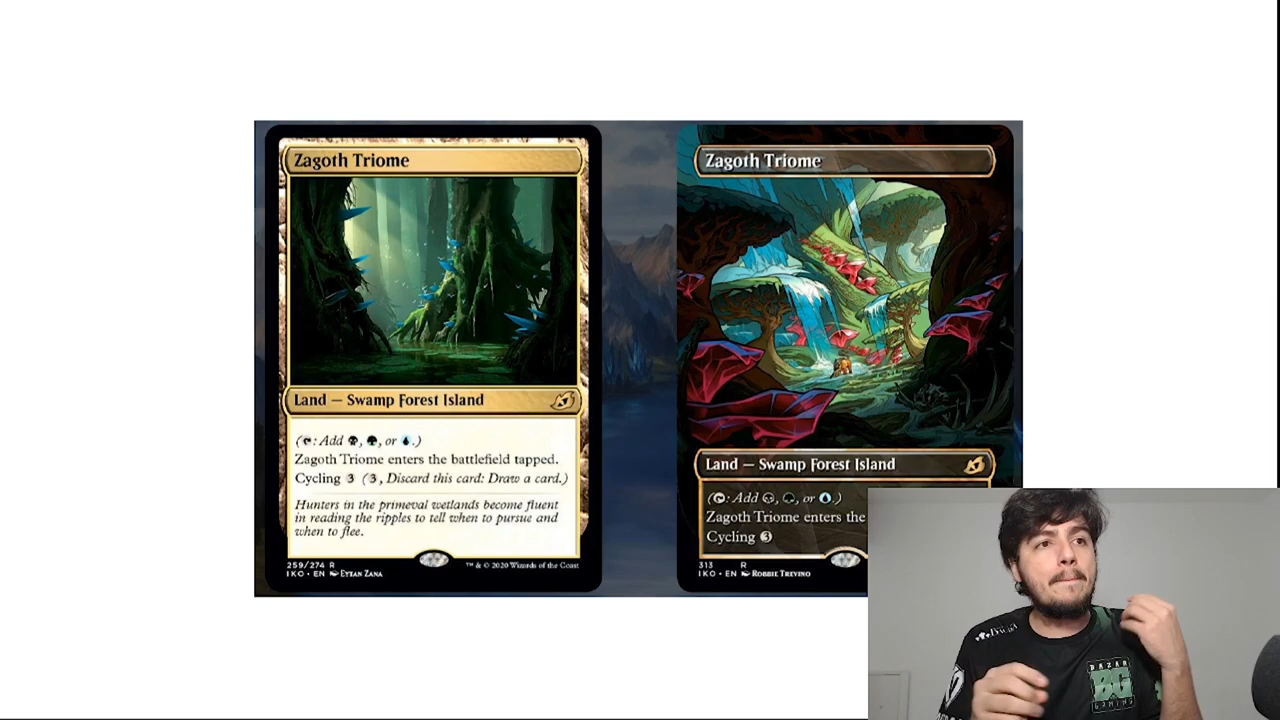 Zagoth Triome
Land — Swamp Forest Island
(: Add , , or .)
Zagoth Triome enters the battlefield tapped.
Cycling 3 (3, Discard this card: Draw a card.)
Hunters in the primeval wetlands become fluent
in reading the ripples to tell when to pursue and
when to flee.
259/274 R
IKO • EN Eytan Zana
™ & © 2020 Wizards of the Coast
Zagoth Triome
Land — Swamp Forest Island
(: Add , , or .)
Zagoth Triome enters the
Cycling 3
313 R
IKO • EN Robbie Trevino
BAZAR
BG
GAMING